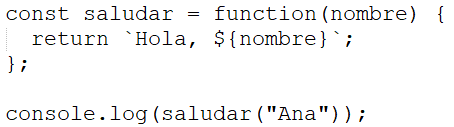 const saludar = function(nombre) {
  return `Hola, ${nombre}`;
};

console.log(saludar("Ana"));